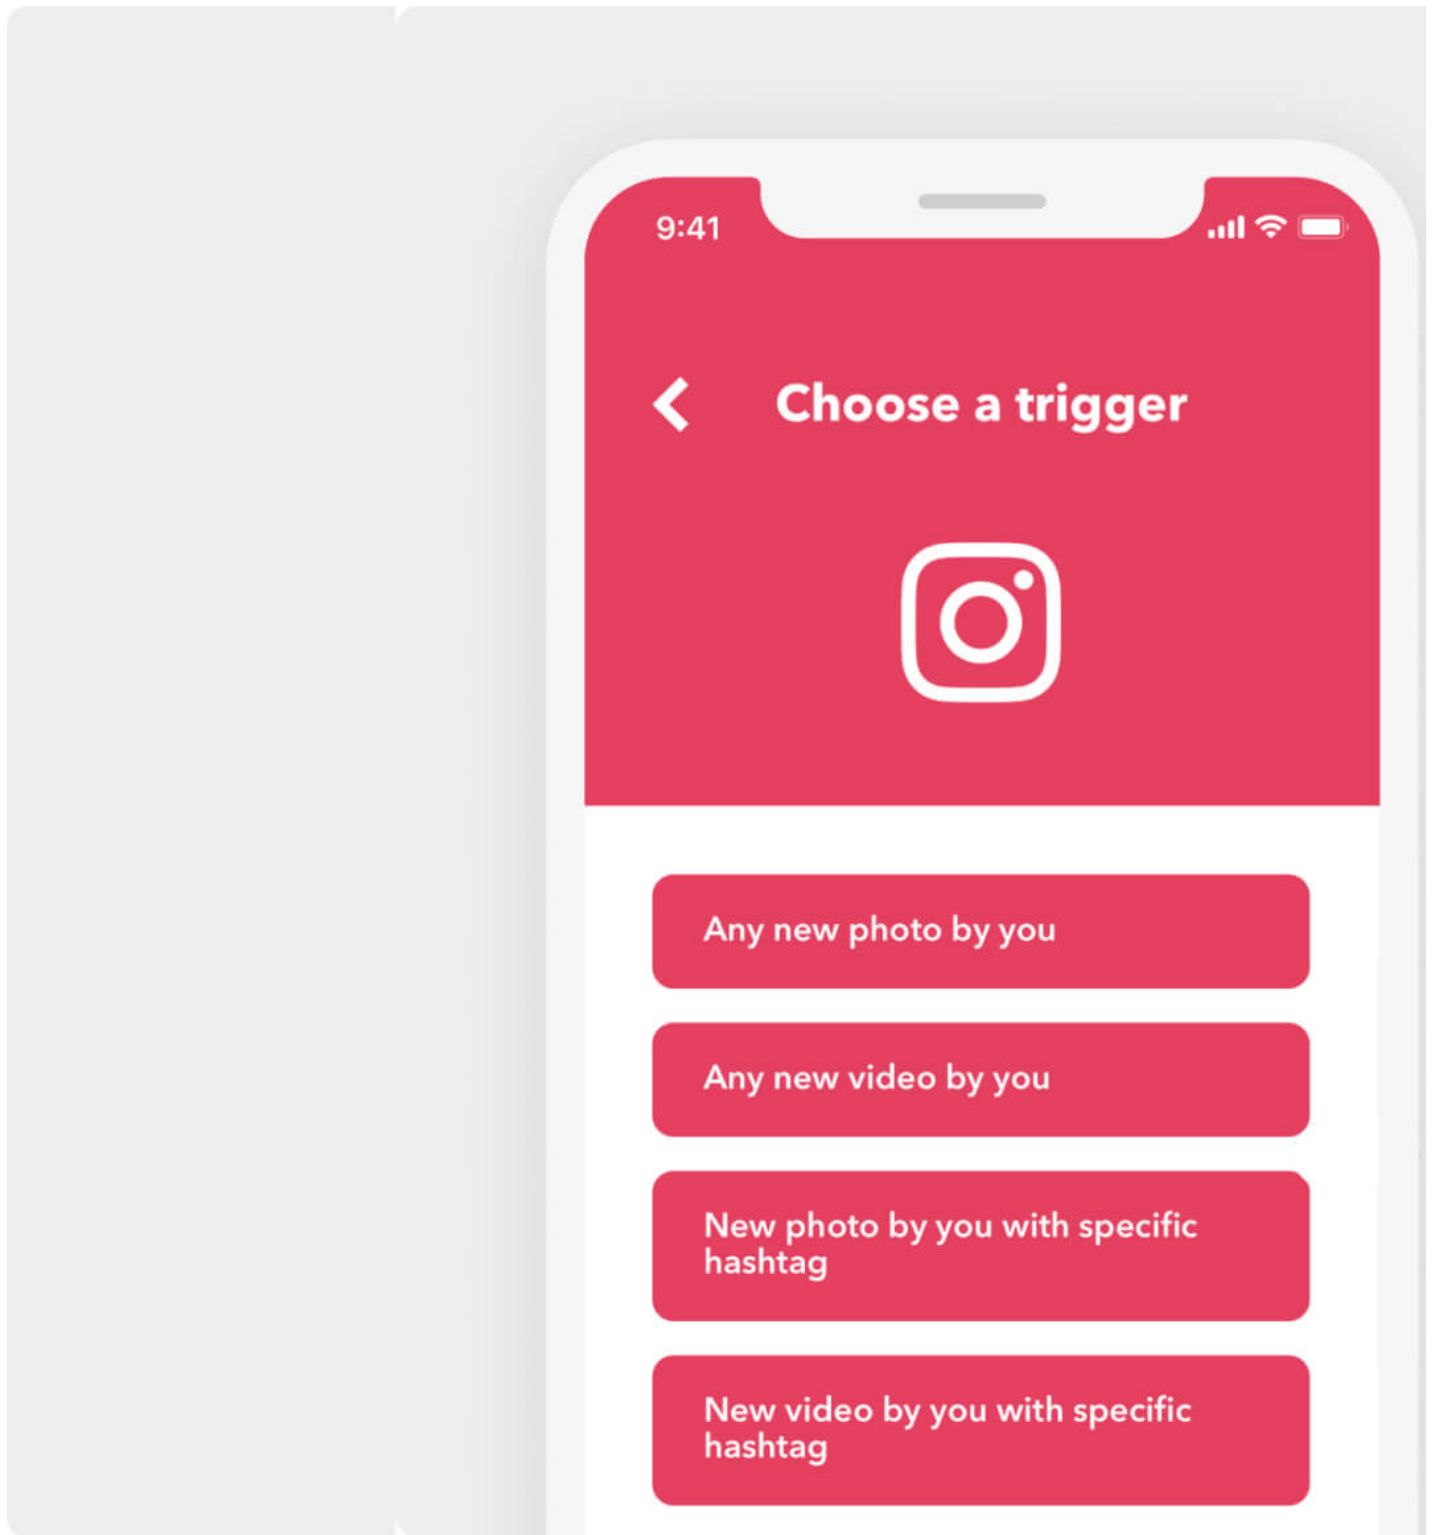 9:41
Choose a trigger
Any new photo by you
Any new video by you
New photo by you with specific
hashtag
New video by you with specific
hashtag